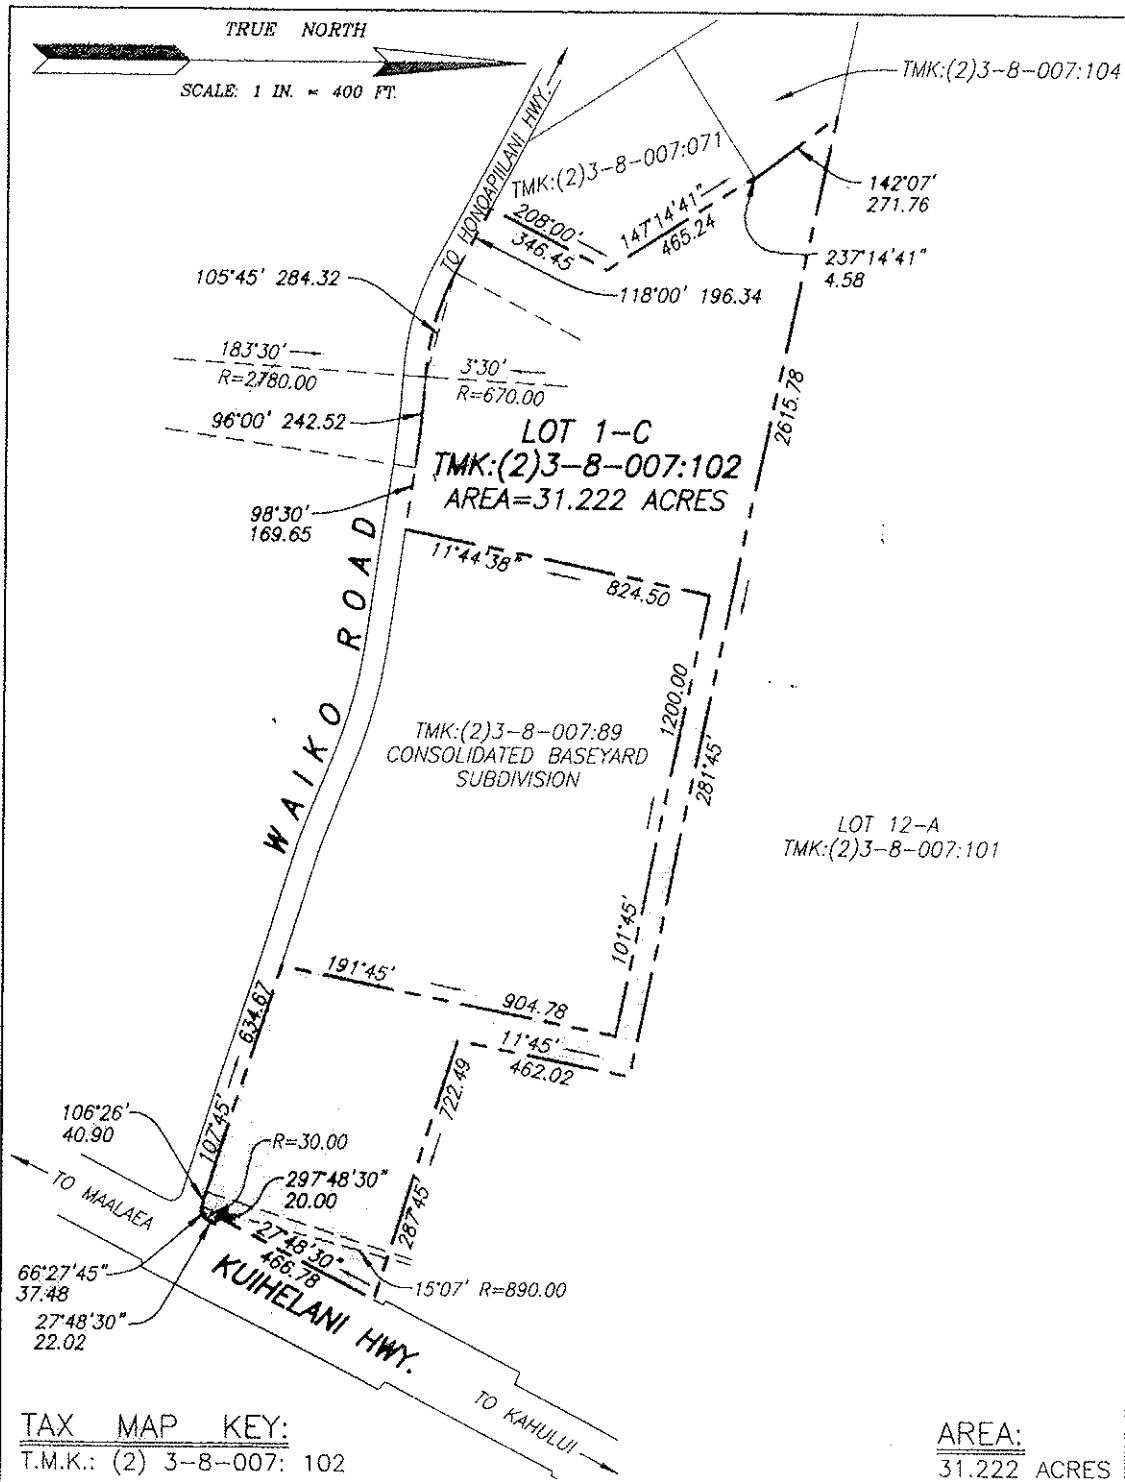 TRUE NORTH
SCALE: 1 IN. = 400 FT.
TO HONOAPIILANI HWY.
TMK:(2)3-8-007:104
TMK:(2)3-8-007:071
142°07'
271.76
208°00'
346.45
147°14'41"
465.24
237°14'41"
4.58
118°00' 196.34
105°45' 284.32
183°30'
R=2780.00
3°30'
R=670.00
96°00' 242.52
2615.78
LOT 1-C
TMK:(2)3-8-007:102
AREA=31.222 ACRES
98°30'
169.65
11°44'38"
824.50
WAIKO ROAD
1200.00
281°45'
TMK:(2)3-8-007:89
CONSOLIDATED BASEYARD
SUBDIVISION
LOT 12-A
TMK:(2)3-8-007:101
101°45'
191°45'
904.78
634.67
11°45'
462.02
722.49
106°26'
40.90
107°45'
R=30.00
297°48'30"
20.00
TO MAALAEA
287°45'
27°48'30"
466.78
66°27'45"
37.48
KUIHELANI HWY.
15°07' R=890.00
27°48'30"
22.02
TO KAHULUI
TAX MAP KEY:
T.M.K.: (2) 3-8-007: 102
AREA:
31.222 ACRES